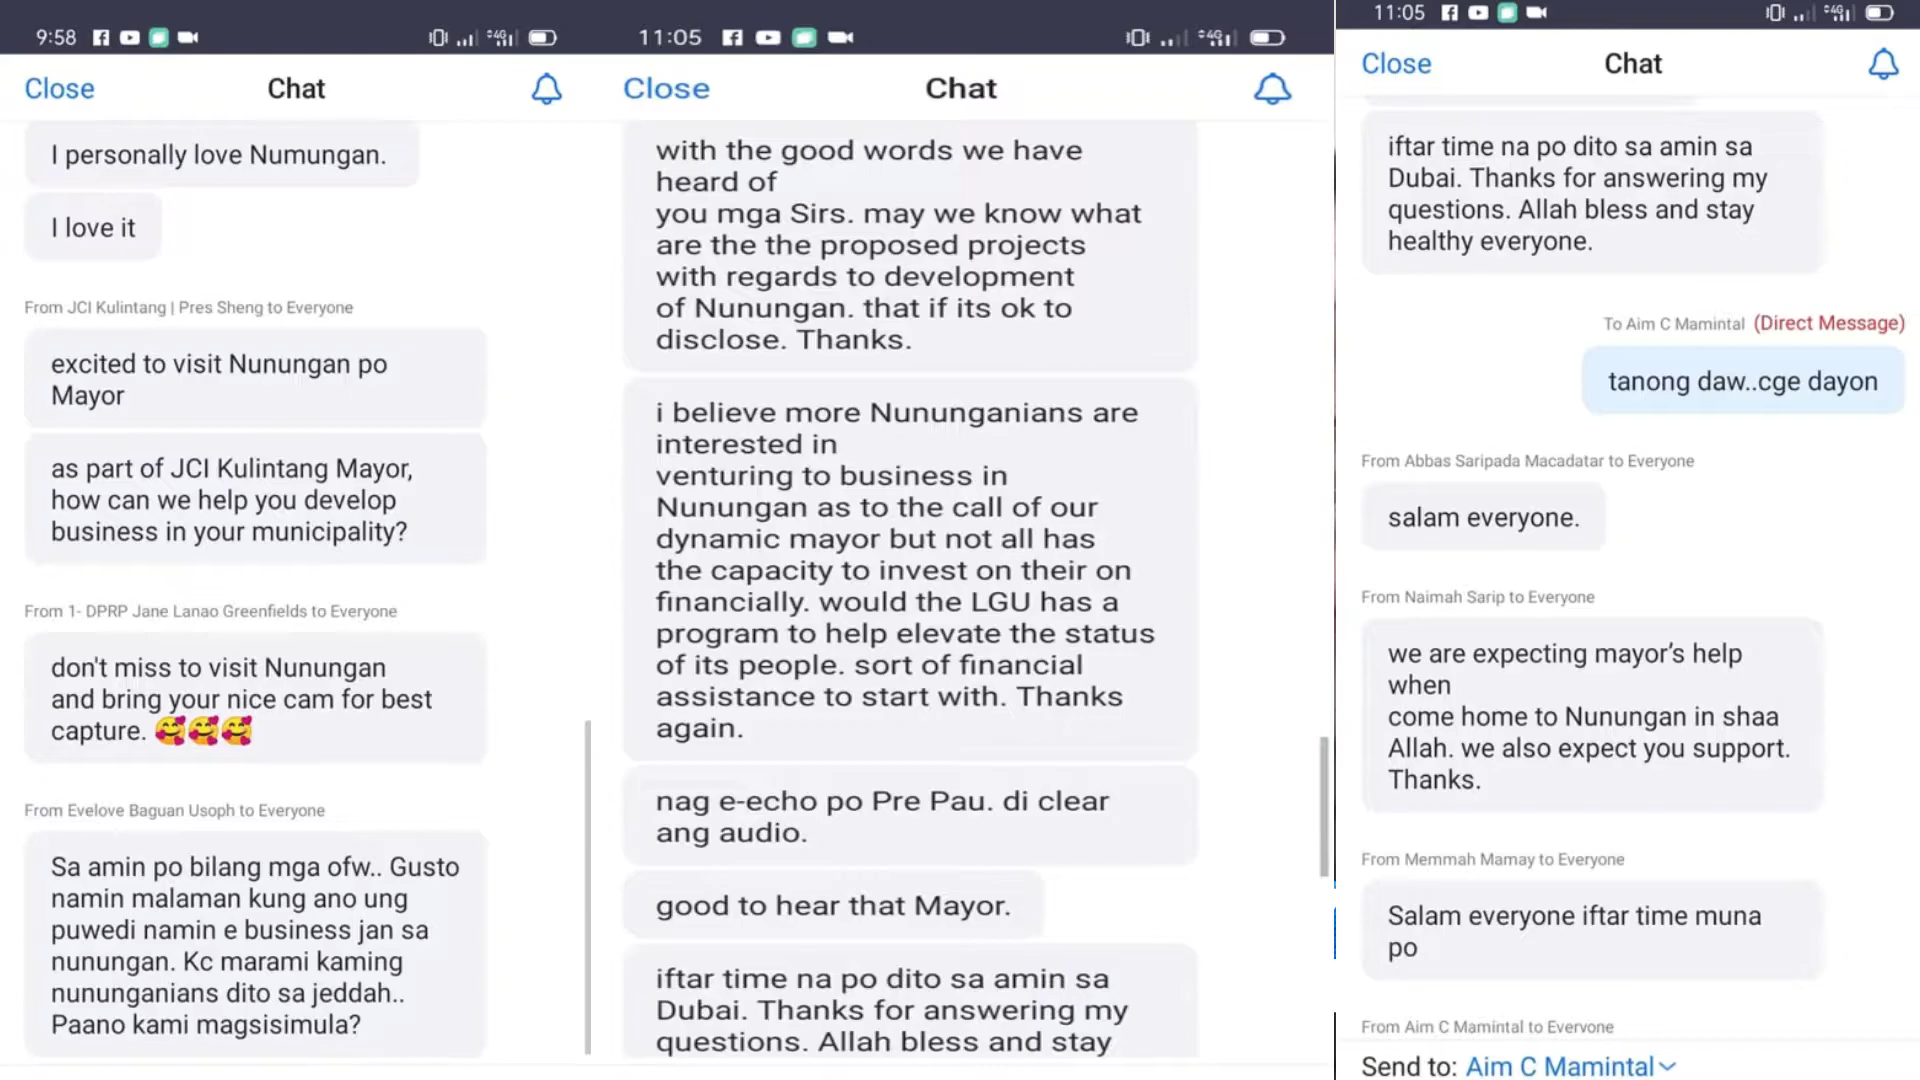 9:58
4G
Close
Chat
I personally love Numungan.
I love it
From JCI Kulintang | Pres Sheng to Everyone
excited to visit Nunungan po
Mayor
as part of JCI Kulintang Mayor,
how can we help you develop
business in your municipality?
From 1- DPRP Jane Lanao Greenfields to Everyone
don't miss to visit Nunungan
and bring your nice cam for best
capture. 🥰🥰🥰
From Evelove Baguan Usoph to Everyone
Sa amin po bilang mga ofw.. Gusto
namin malaman kung ano ung
puwedi namin e business jan sa
nunungan. Kc marami kaming
nununganians dito sa jeddah..
Paano kami magsisimula?
11:05
4G
Close
Chat
with the good words we have
heard of
you mga Sirs. may we know what
are the the proposed projects
with regards to development
of Nunungan. that if its ok to
disclose. Thanks.
i believe more Nununganians are
interested in
venturing to business in
Nunungan as to the call of our
dynamic mayor but not all has
the capacity to invest on their on
financially. would the LGU has a
program to help elevate the status
of its people. sort of financial
assistance to start with. Thanks
again.
nag e-echo po Pre Pau. di clear
ang audio.
good to hear that Mayor.
iftar time na po dito sa amin sa
Dubai. Thanks for answering my
questions. Allah bless and stay
11:05
4G
Close
Chat
iftar time na po dito sa amin sa
Dubai. Thanks for answering my
questions. Allah bless and stay
healthy everyone.
To Aim C Mamintal (Direct Message)
tanong daw..cge dayon
From Abbas Saripada Macadatar to Everyone
salam everyone.
From Naimah Sarip to Everyone
we are expecting mayor’s help
when
come home to Nunungan in shaa
Allah. we also expect you support.
Thanks.
From Memmah Mamay to Everyone
Salam everyone iftar time muna
po
From Aim C Mamintal to Everyone
Send to: Aim C Mamintal